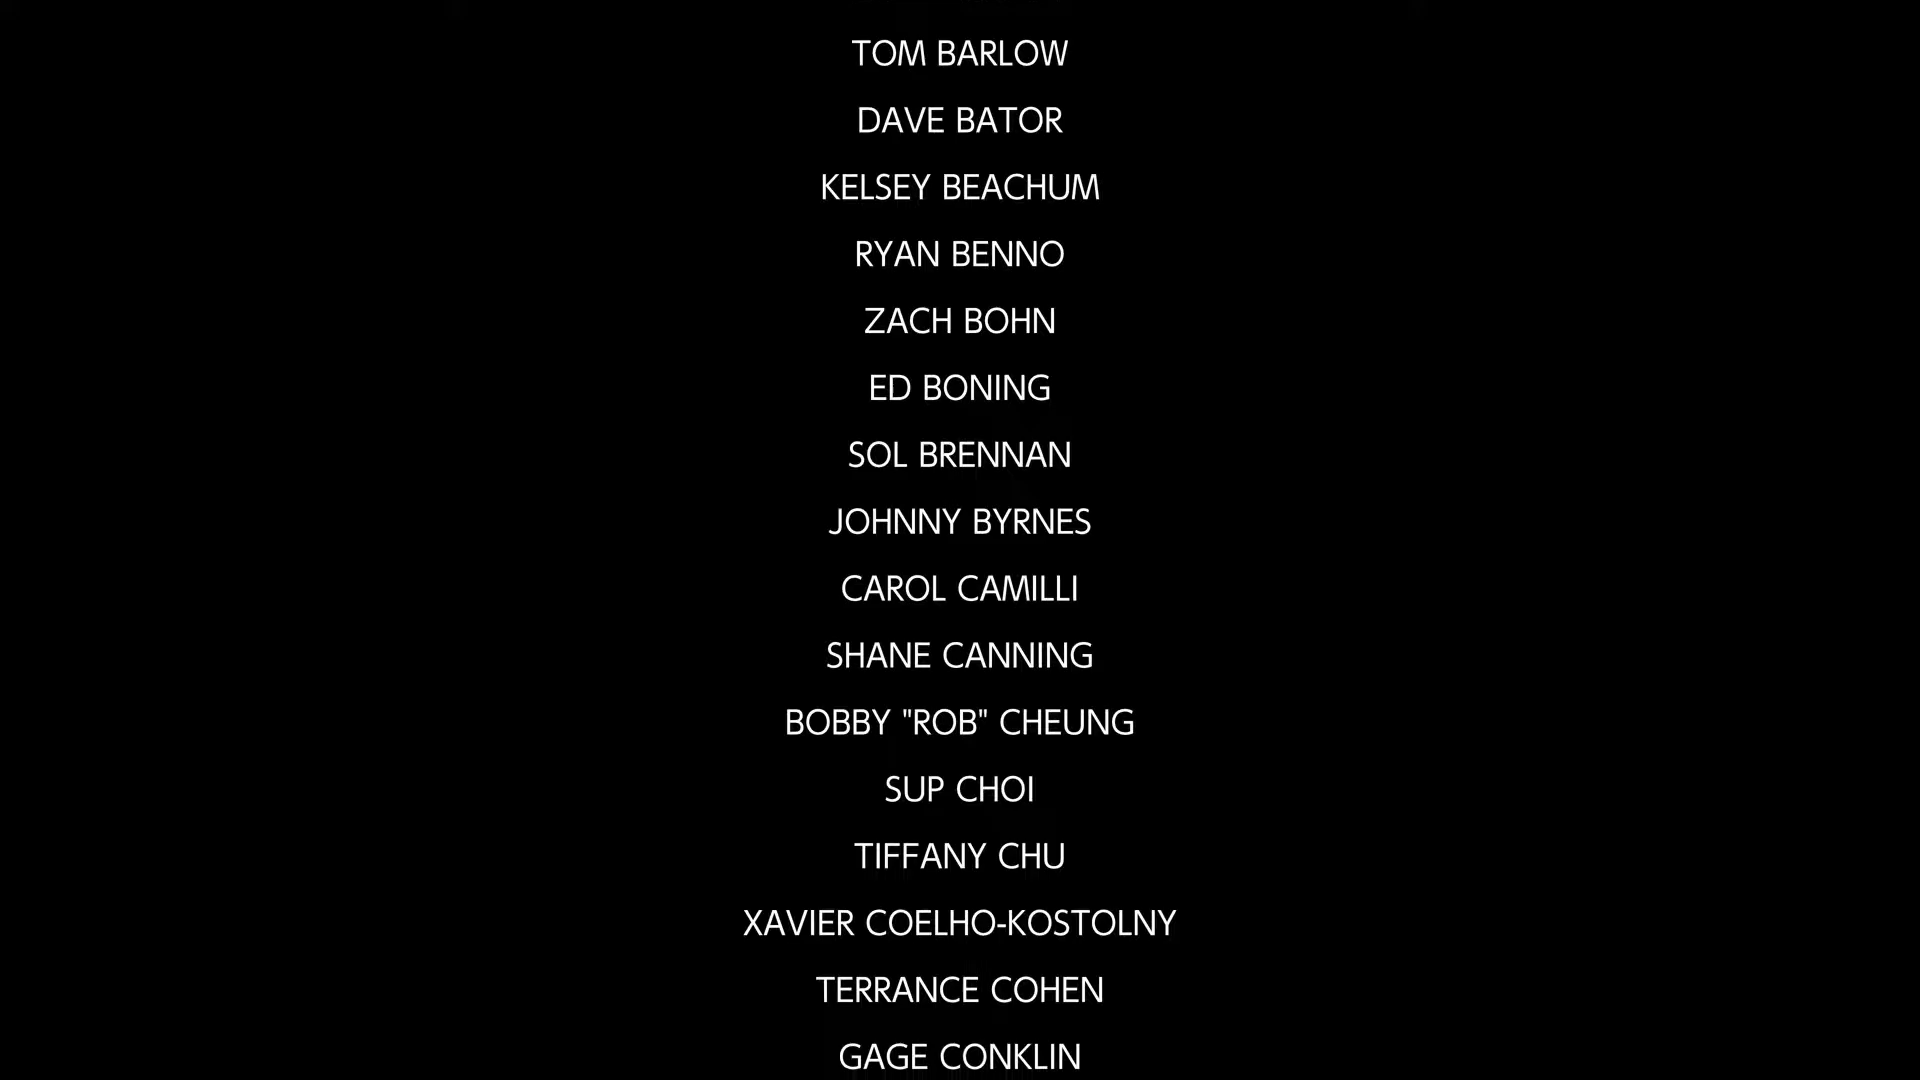 TOM BARLOW
DAVE BATOR
KELSEY BEACHUM
RYAN BENNO
ZACH BOHN
ED BONING
SOL BRENNAN
JOHNNY BYRNES
CAROL CAMILLI
SHANE CANNING
BOBBY "ROB" CHEUNG
SUP CHOI
TIFFANY CHU
XAVIER COELHO-KOSTOLNY
TERRANCE COHEN
GAGE CONKLIN